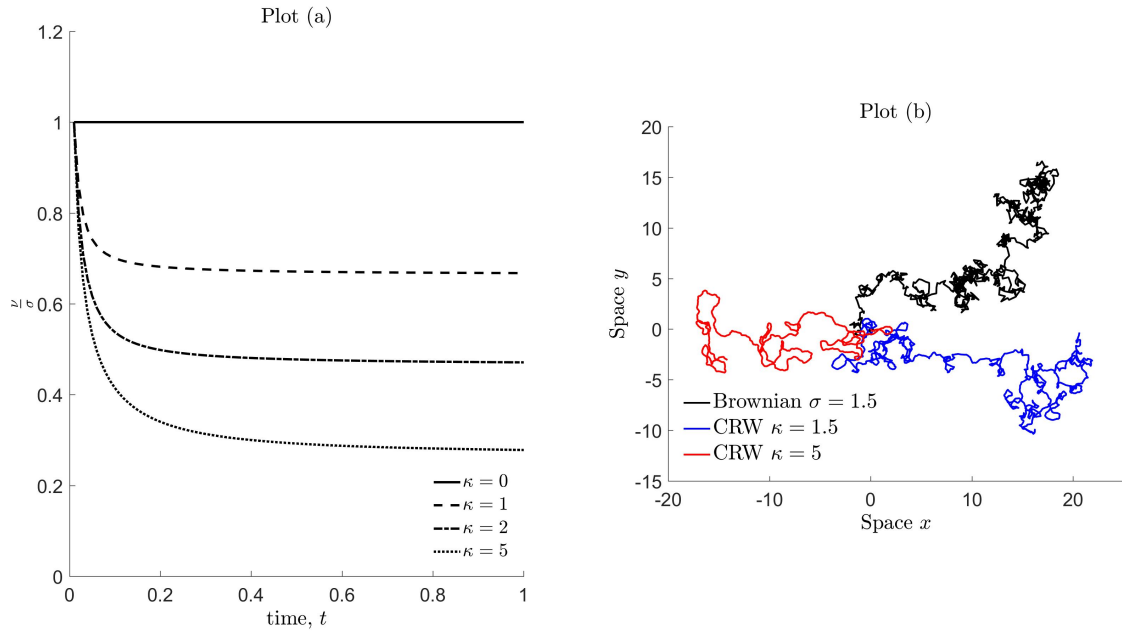 Plot (a)
1.2
1
0.8
0.6
0.4
0.2
0
ν/σ
κ = 0
κ = 1
κ = 2
κ = 5
0 0.2 0.4 0.6 0.8 1
time, t
Plot (b)
20
15
10
5
0
-5
-10
-15
Space y
Brownian σ = 1.5
CRW κ = 1.5
CRW κ = 5
-20 -10 0 10 20
Space x